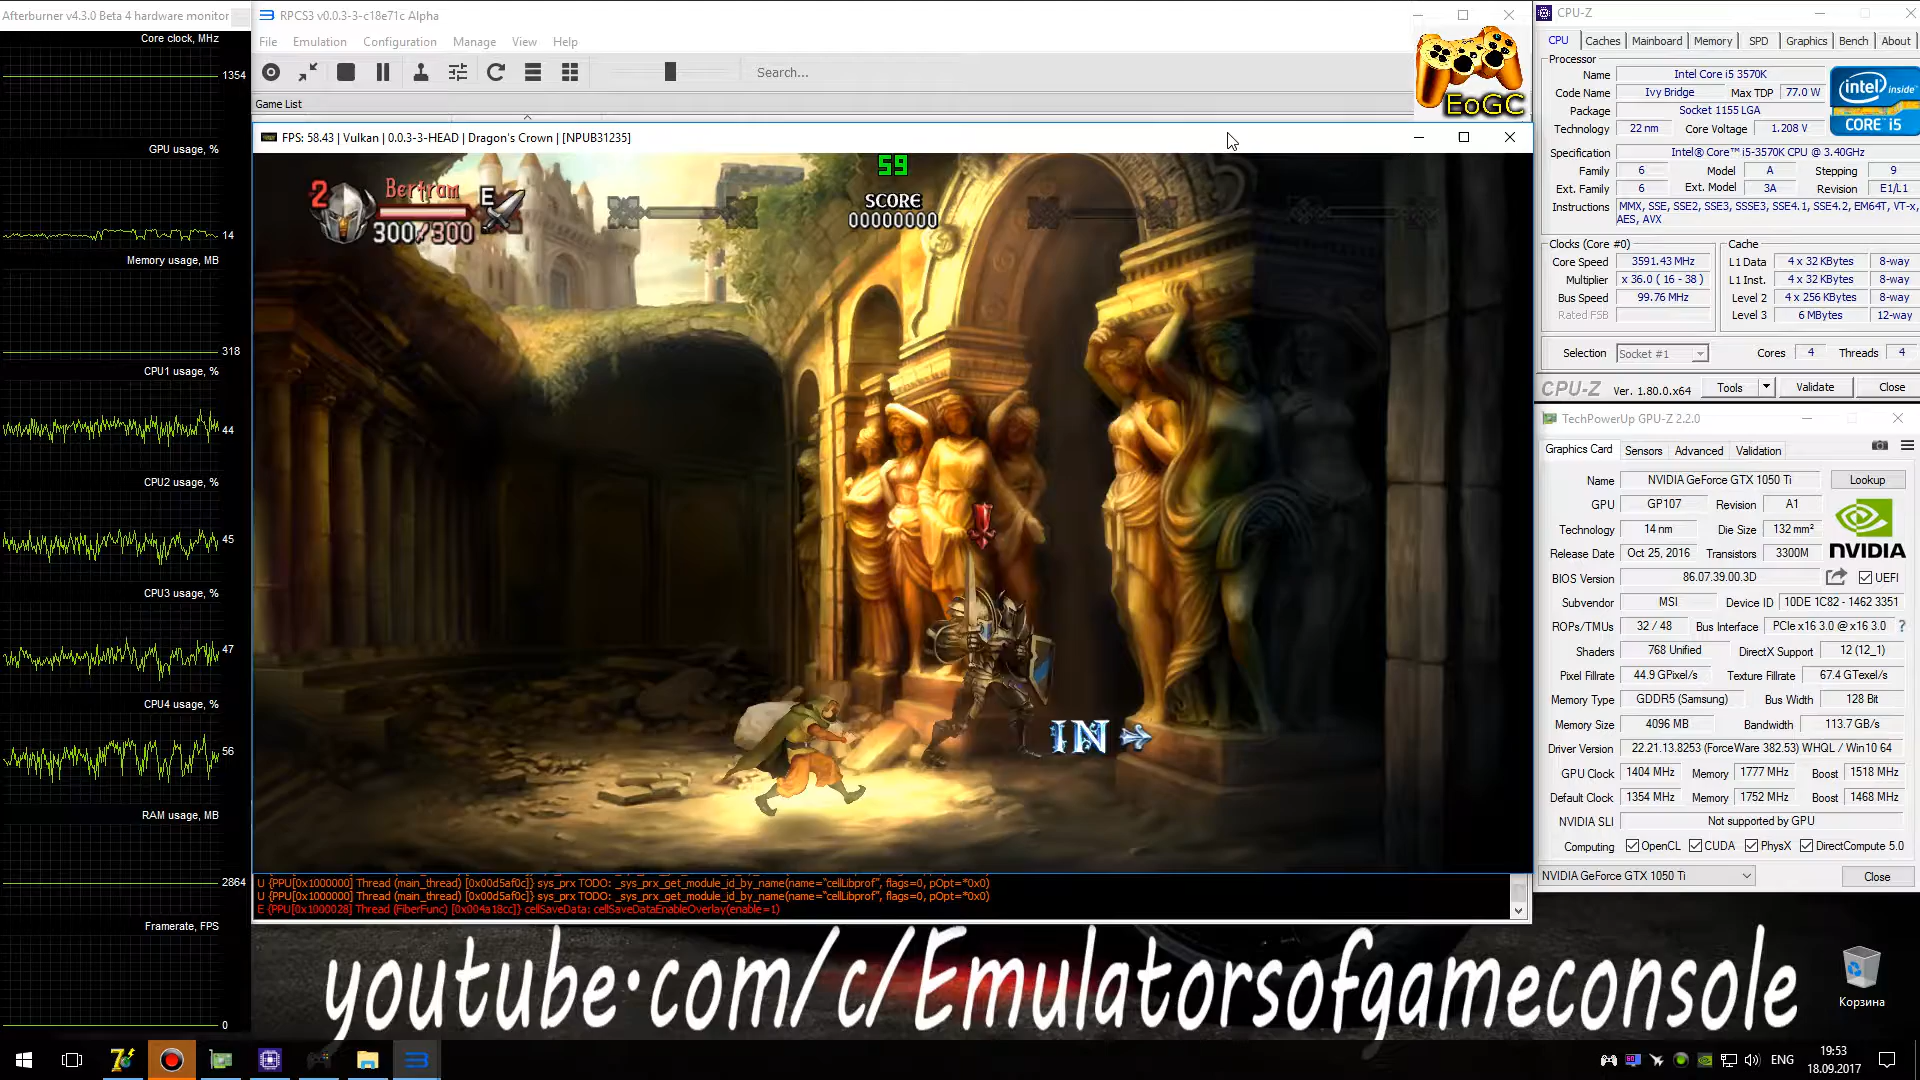 Afterburner v4.3.0 Beta 4 hardware monitor
Core clock, MHz
1354
GPU usage, %
14
Memory usage, MB
318
CPU1 usage, %
44
CPU2 usage, %
45
CPU3 usage, %
47
CPU4 usage, %
56
RAM usage, MB
2864
Framerate, FPS
0
RPCS3 v0.0.3-3-c18e71c Alpha
File Emulation Configuration Manage View Help
Search...
Game List
EoGC
FPS: 58.43 | Vulkan | 0.0.3-3-HEAD | Dragon's Crown | [NPUB31235]
59
2 Bertram E
300/300
SCORE
00000000
IN
U {PPU[0x1000000] Thread (main_thread) [0x00d5af0c]} sys_prx TODO: _sys_prx_get_module_id_by_name(name="cellLibprof", flags=0, pOpt=*0x0)
U {PPU[0x1000000] Thread (main_thread) [0x00d5af0c]} sys_prx TODO: _sys_prx_get_module_id_by_name(name="cellLibprof", flags=0, pOpt=*0x0)
E {PPU[0x1000028] Thread (FiberFunc) [0x004a18cc]} cellSaveData: cellSaveDataEnableOverlay(enable=1)
CPU-Z
CPU Caches Mainboard Memory SPD Graphics Bench About
Processor
Name Intel Core i5 3570K
Code Name Ivy Bridge Max TDP 77.0 W
Package Socket 1155 LGA
Technology 22 nm Core Voltage 1.208 V
intel inside
CORE i5
Specification Intel® Core™ i5-3570K CPU @ 3.40GHz
Family 6 Model A Stepping 9
Ext. Family 6 Ext. Model 3A Revision E1/L1
Instructions MMX, SSE, SSE2, SSE3, SSSE3, SSE4.1, SSE4.2, EM64T, VT-x,
AES, AVX
Clocks (Core #0) Cache
Core Speed 3591.43 MHz L1 Data 4 x 32 KBytes 8-way
Multiplier x 36.0 ( 16 - 38 ) L1 Inst. 4 x 32 KBytes 8-way
Bus Speed 99.76 MHz Level 2 4 x 256 KBytes 8-way
Rated FSB Level 3 6 MBytes 12-way
Selection Socket #1 Cores 4 Threads 4
CPU-Z Ver. 1.80.0.x64 Tools Validate Close
TechPowerUp GPU-Z 2.2.0
Graphics Card Sensors Advanced Validation
Name NVIDIA GeForce GTX 1050 Ti Lookup
GPU GP107 Revision A1
Technology 14 nm Die Size 132 mm²
Release Date Oct 25, 2016 Transistors 3300M
NVIDIA
BIOS Version 86.07.39.00.3D UEFI
Subvendor MSI Device ID 10DE 1C82 - 1462 3351
ROPs/TMUs 32 / 48 Bus Interface PCIe x16 3.0 @ x16 3.0 ?
Shaders 768 Unified DirectX Support 12 (12_1)
Pixel Fillrate 44.9 GPixel/s Texture Fillrate 67.4 GTexel/s
Memory Type GDDR5 (Samsung) Bus Width 128 Bit
Memory Size 4096 MB Bandwidth 113.7 GB/s
Driver Version 22.21.13.8253 (ForceWare 382.53) WHQL / Win10 64
GPU Clock 1404 MHz Memory 1777 MHz Boost 1518 MHz
Default Clock 1354 MHz Memory 1752 MHz Boost 1468 MHz
NVIDIA SLI Not supported by GPU
Computing OpenCL CUDA PhysX DirectCompute 5.0
NVIDIA GeForce GTX 1050 Ti Close
youtube.com/c/Emulatorsofgameconsole
Корзина
ENG
19:53
18.09.2017